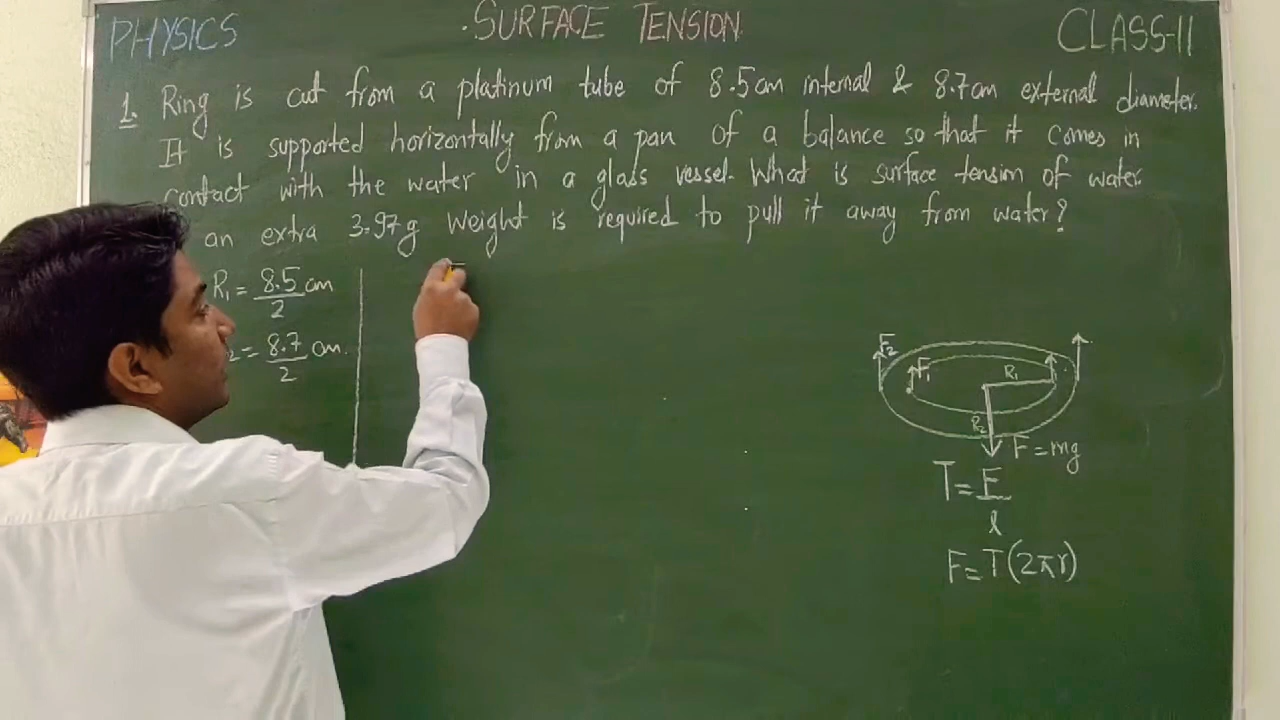 PHYSICS
SURFACE TENSION
CLASS-11
1. Ring is cut from a platinum tube of 8.5cm internal & 8.7cm external diameter.
It is supported horizontally from a pan of a balance so that it comes in
contact with the water in a glass vessel. What is surface tension of water
an extra 3.97g weight is required to pull it away from water?
R₁ = 8.5/2 cm
₂ = 8.7/2 cm.
F₂
F₁
R₁
R₂
F = mg
T = F/l
F = T(2πr)